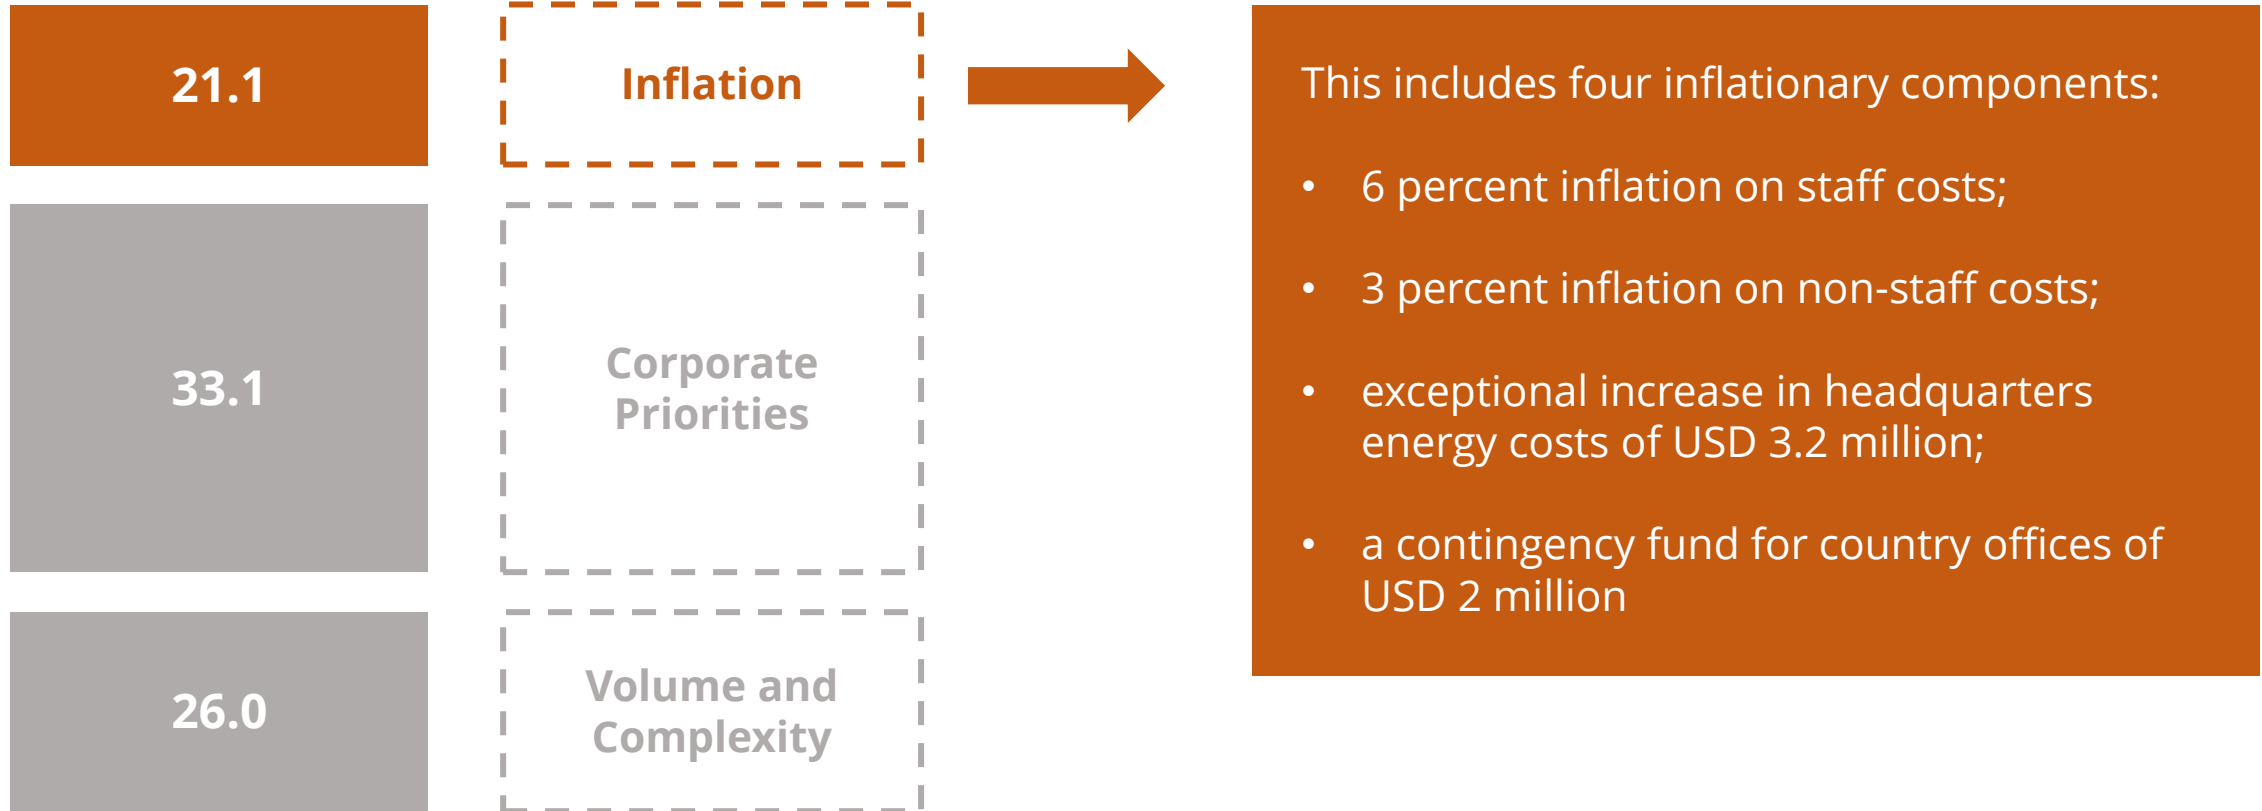 21.1
Inflation
33.1
Corporate
Priorities
26.0
Volume and
Complexity
This includes four inflationary components:
• 6 percent inflation on staff costs;
• 3 percent inflation on non-staff costs;
• exceptional increase in headquarters
energy costs of USD 3.2 million;
• a contingency fund for country offices of
USD 2 million